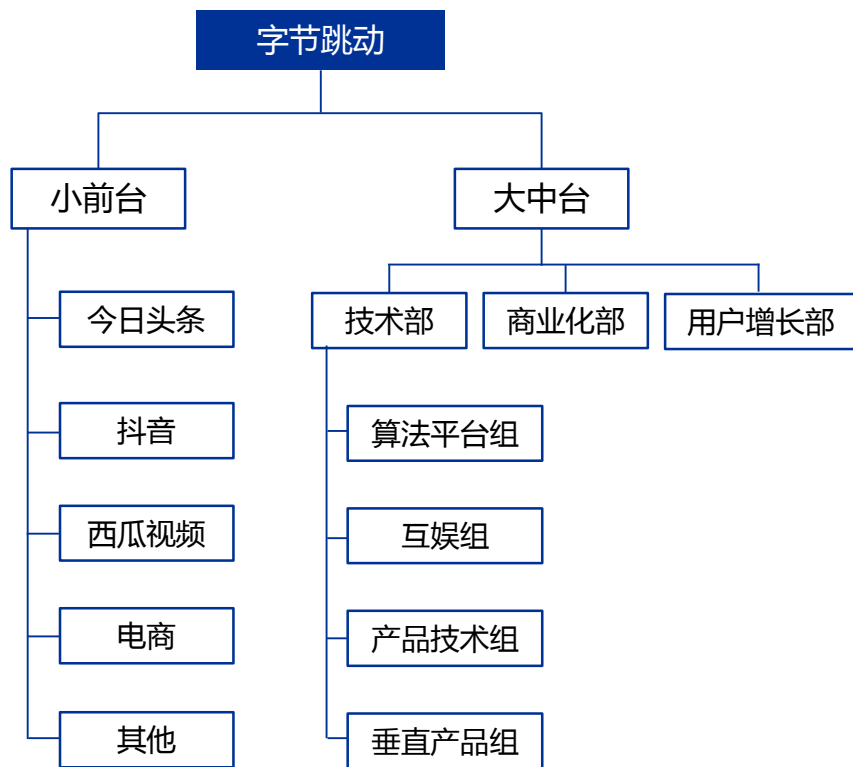 字节跳动
小前台
大中台
今日头条
抖音
西瓜视频
电商
其他
技术部
商业化部
用户增长部
算法平台组
互娱组
产品技术组
垂直产品组